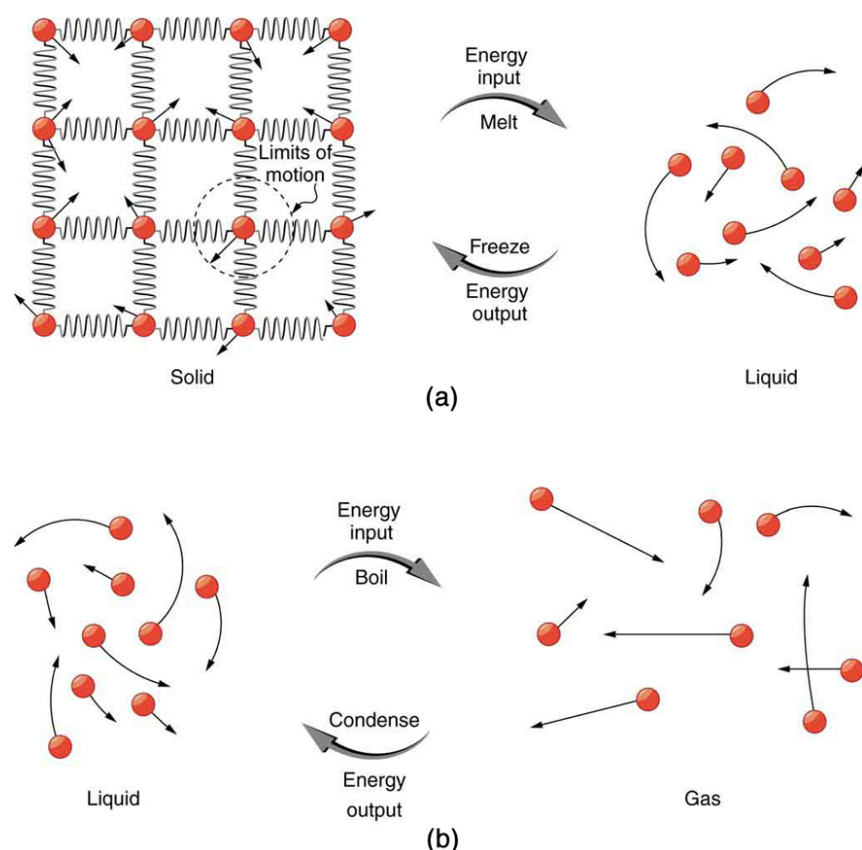 Limits of
motion
Energy
input
Melt
Freeze
Energy
output
Solid
Liquid
(a)
Energy
input
Boil
Condense
Energy
output
Liquid
Gas
(b)